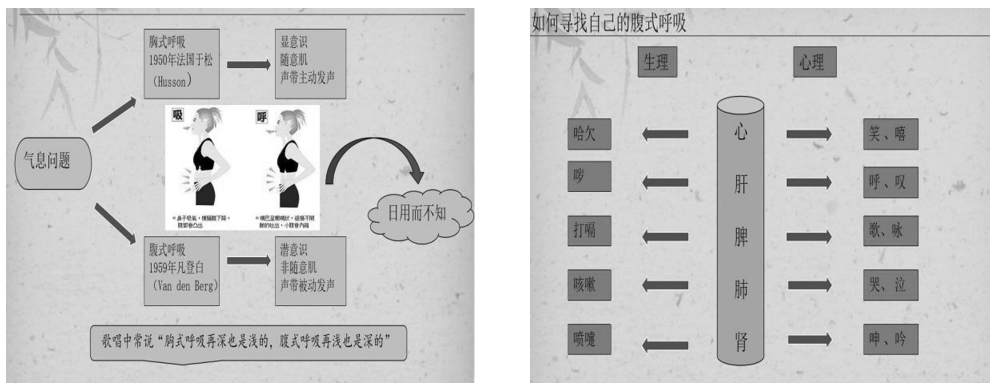 胸式呼吸
1950年法国于松
（Husson）
显意识
随意肌
声带主动发声
气息问题
吸
呼
日用而不知
腹式呼吸
1959年凡登白
（Van den Berg）
潜意识
非随意肌
声带被动发声
歌唱中常说“胸式呼吸再深也是浅的，腹式呼吸再浅也是深的”
如何寻找自己的腹式呼吸
生理
心理
哈欠
心
笑、嘻
哕
肝
呼、叹
打嗝
脾
歌、咏
咳嗽
肺
哭、泣
喷嚏
肾
呻、吟